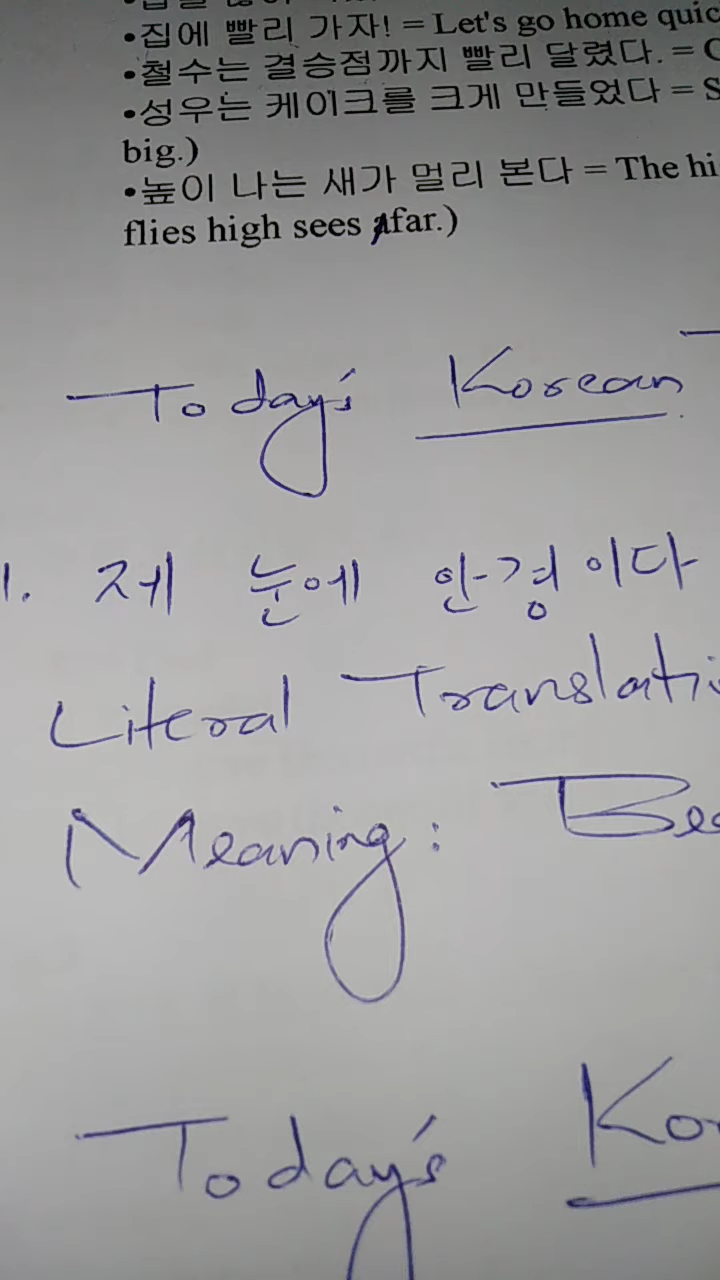 •집에 빨리 가자! = Let's go home quic
•철수는 결승점까지 빨리 달렸다. = C
•성우는 케이크를 크게 만들었다 = S
big.)
•높이 나는 새가 멀리 본다 = The hi
flies high sees afar.)
Today's Korean
1. 제 눈에 안경이다
Literal Translati
Meaning: Bea
Today's Kor